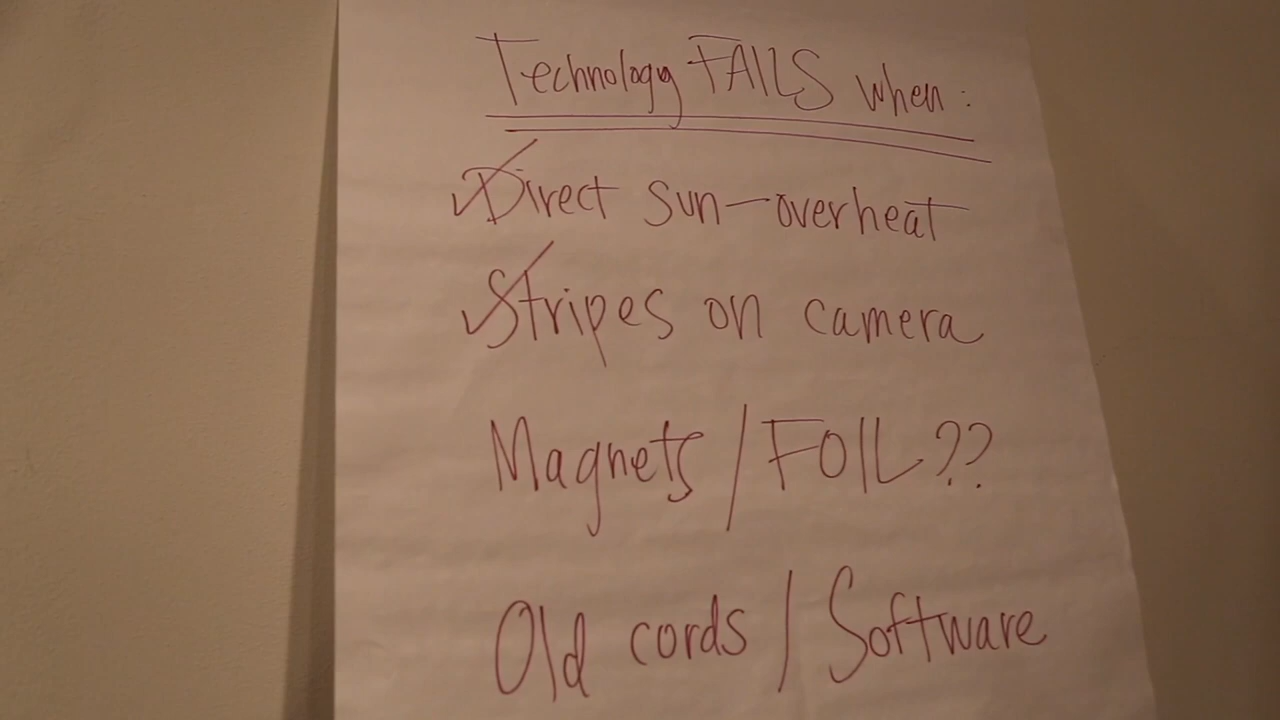 Technology FAILS when:
Direct sun-overheat
Stripes on camera
Magnets/FOIL??
Old cords/Software